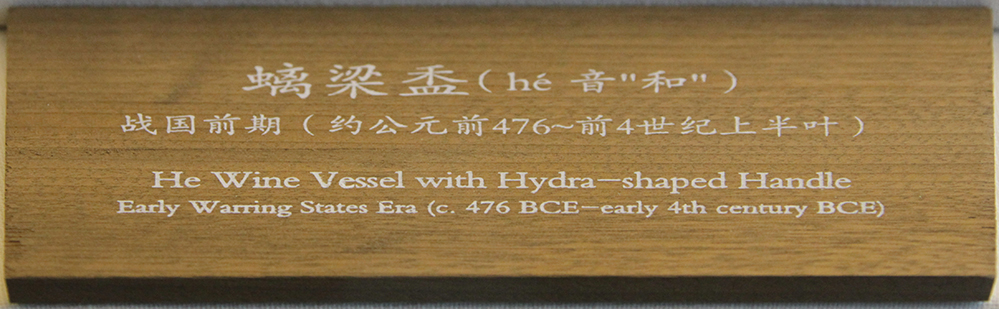 螭梁盉(hé 音"和")
战国前期(约公元前476~前4世纪上半叶)
He Wine Vessel with Hydra-shaped Handle
Early Warring States Era (c. 476 BCE-early 4th century BCE)